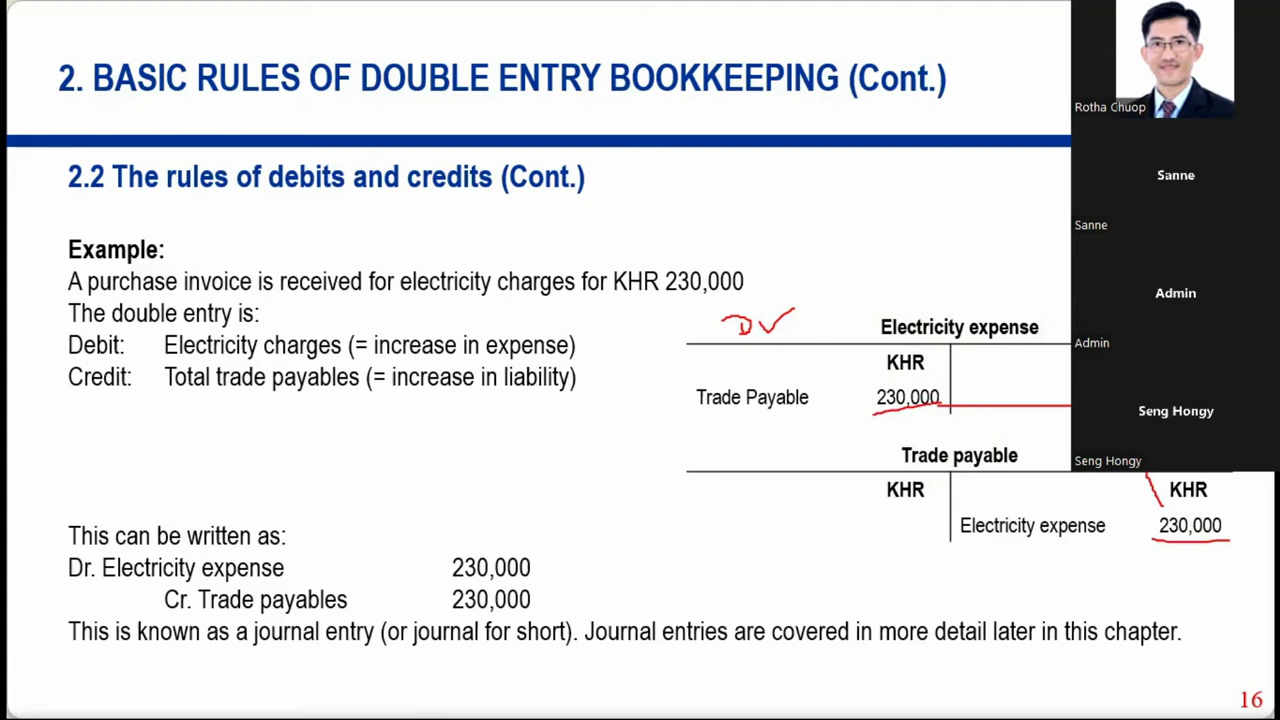 2. BASIC RULES OF DOUBLE ENTRY BOOKKEEPING (Cont.)
2.2 The rules of debits and credits (Cont.)
Example:
A purchase invoice is received for electricity charges for KHR 230,000
The double entry is:
Debit: Electricity charges (= increase in expense)
Credit: Total trade payables (= increase in liability)
This can be written as:
Dr. Electricity expense 230,000
Cr. Trade payables 230,000
This is known as a journal entry (or journal for short). Journal entries are covered in more detail later in this chapter.
Electricity expense
KHR
Trade Payable 230,000
Trade payable
KHR KHR
Electricity expense 230,000
Rotha Chuop
Sanne
Sanne
Admin
Admin
Seng Hongy
Seng Hongy
16